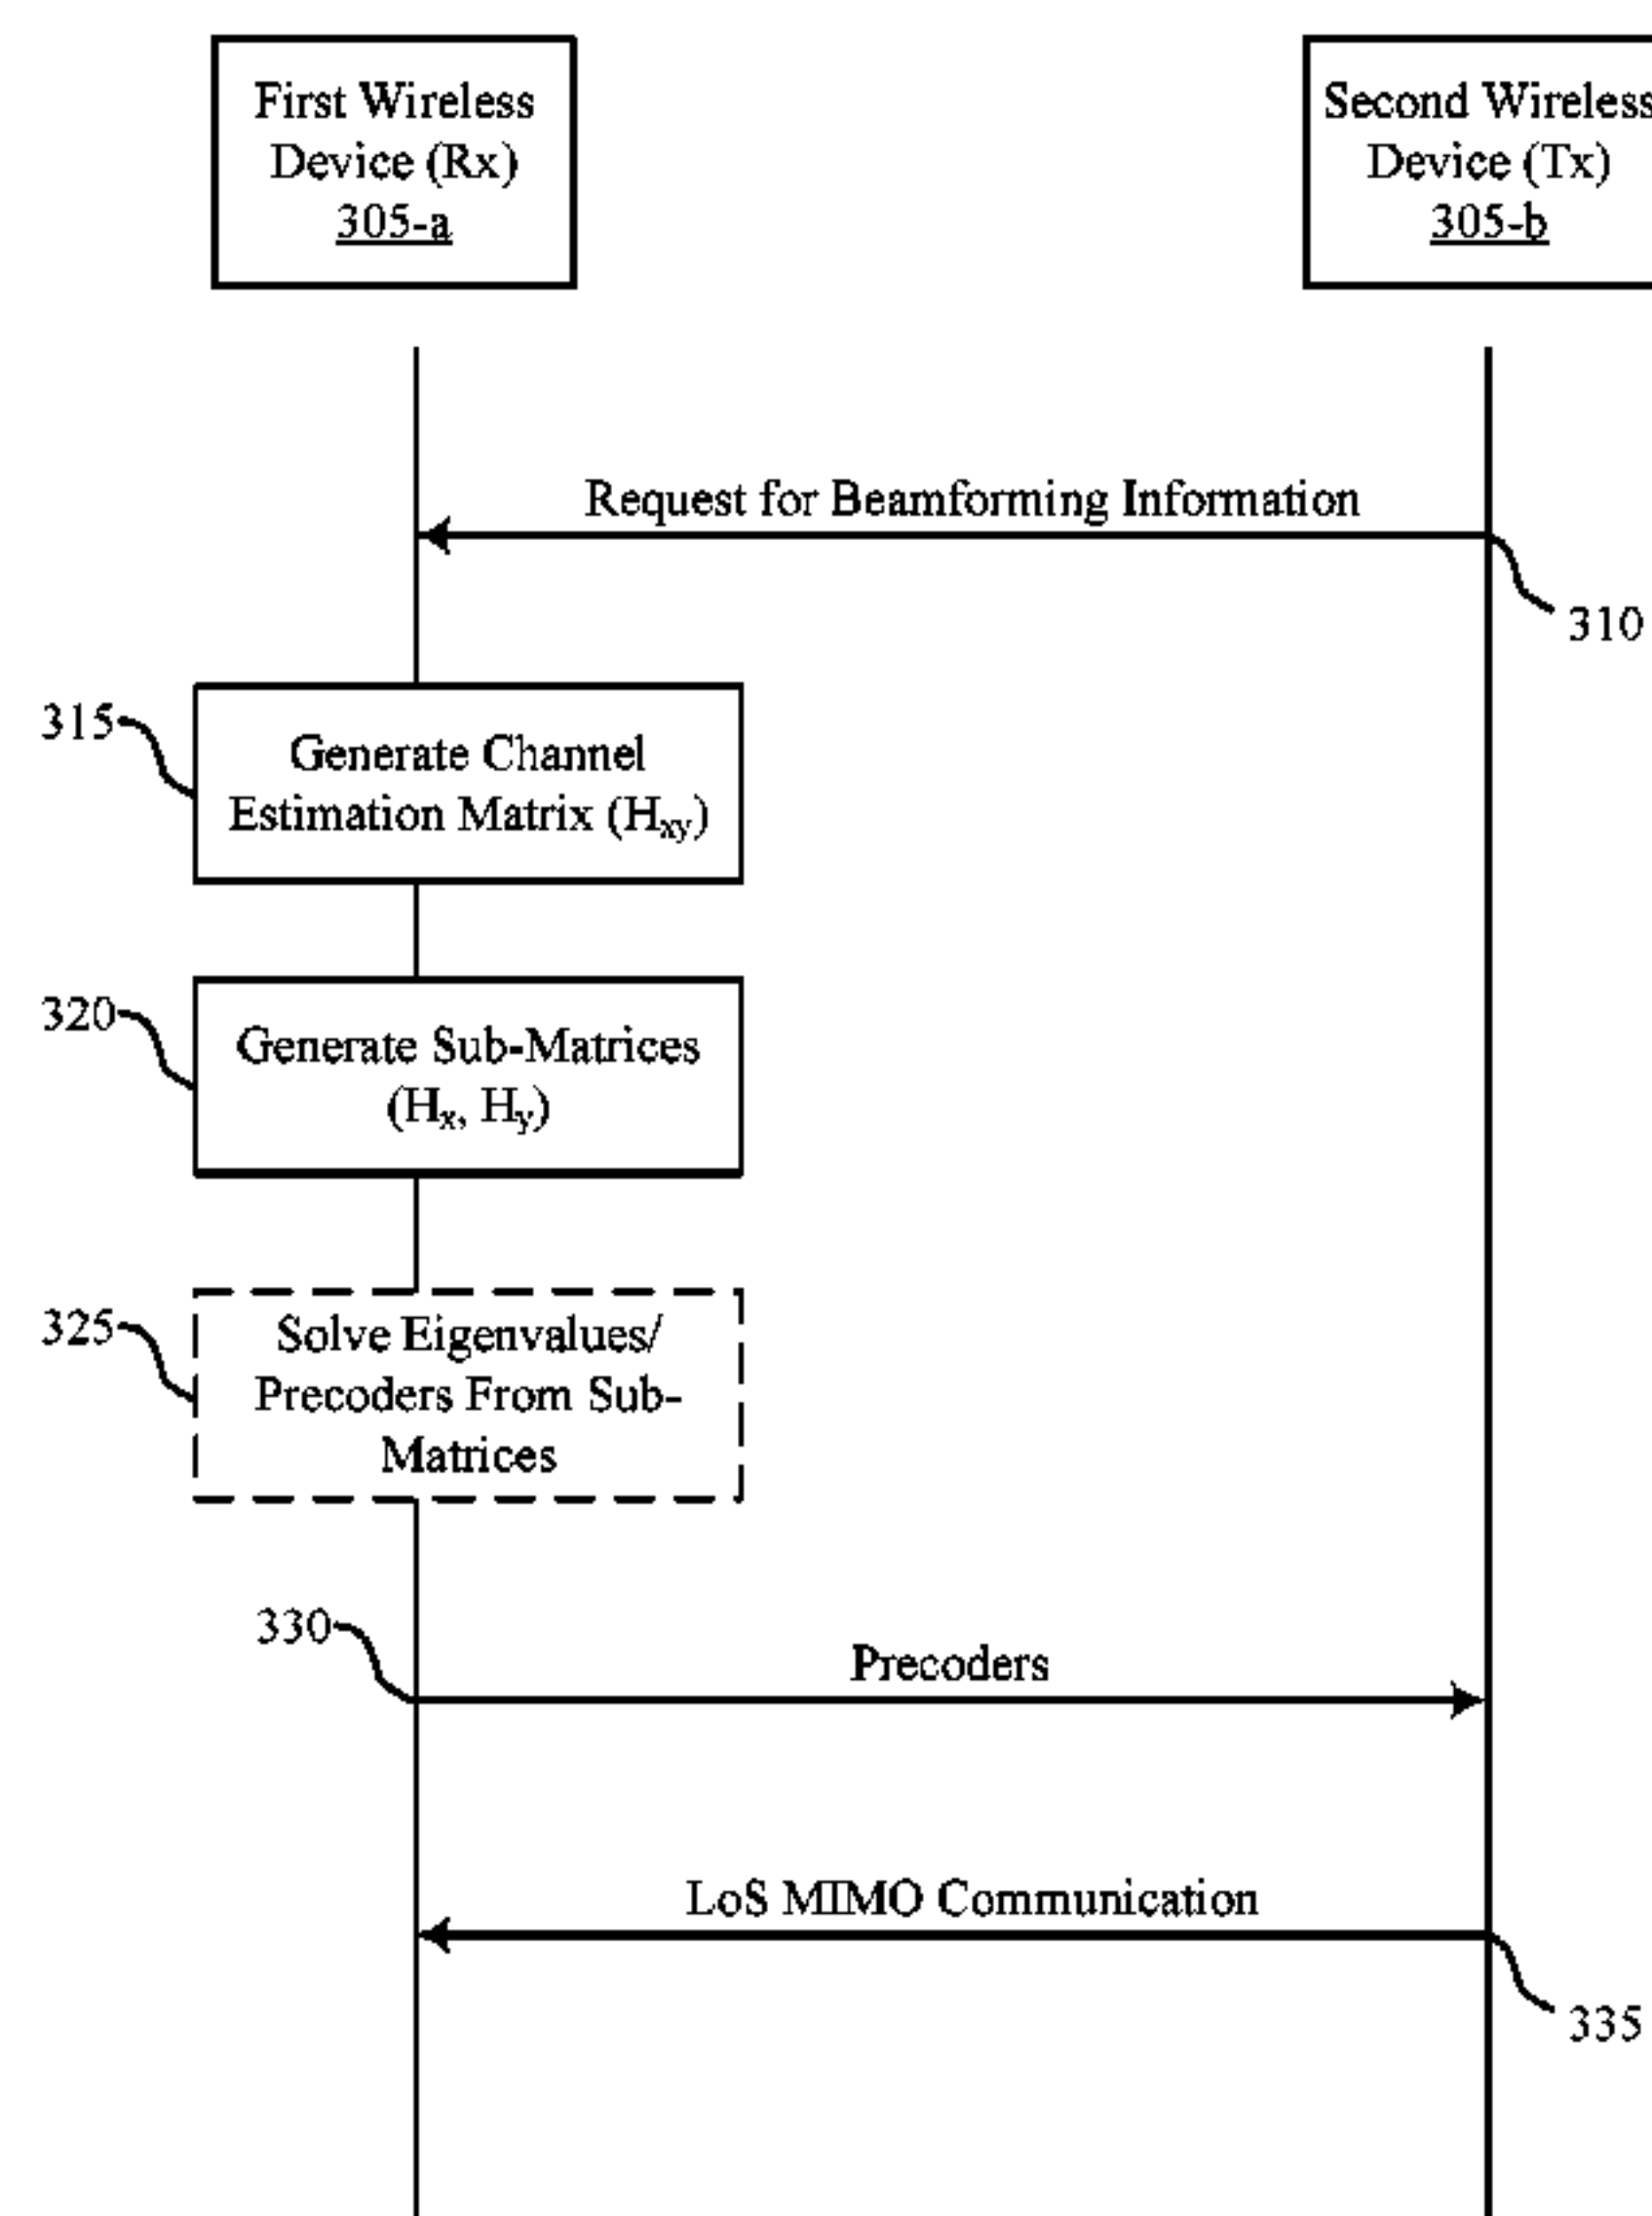 First Wireless
Device (Rx)
305-a
Second Wireless
Device (Tx)
305-b
Request for Beamforming Information
310
315
Generate Channel
Estimation Matrix (Hxy)
320
Generate Sub-Matrices
(Hx, Hy)
325
Solve Eigenvalues/
Precoders From Sub-
Matrices
330
Precoders
LoS MIMO Communication
335